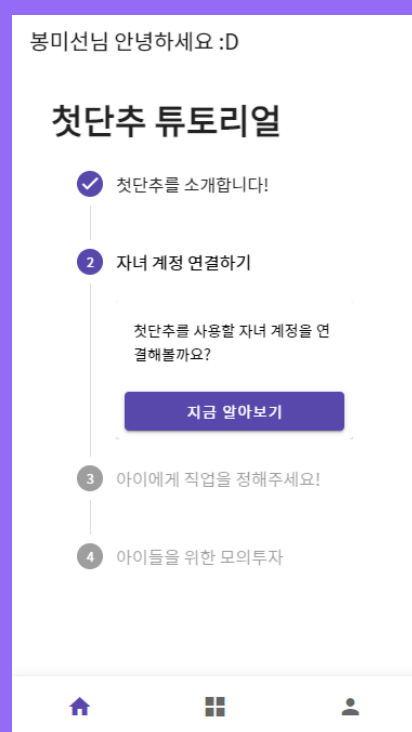 봉미선님 안녕하세요 :D
첫단추 튜토리얼
첫단추를 소개합니다!
2 자녀 계정 연결하기
첫단추를 사용할 자녀 계정을 연
결해볼까요?
지금 알아보기
3 아이에게 직업을 정해주세요!
4 아이들을 위한 모의투자